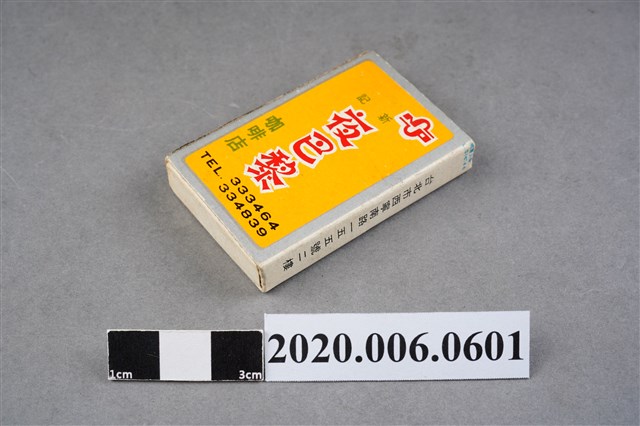 新記
夜巴黎
咖啡店
TEL. 333464
334839
台北市西寧南路一五五號二樓
2020.006.0601
1cm
3cm